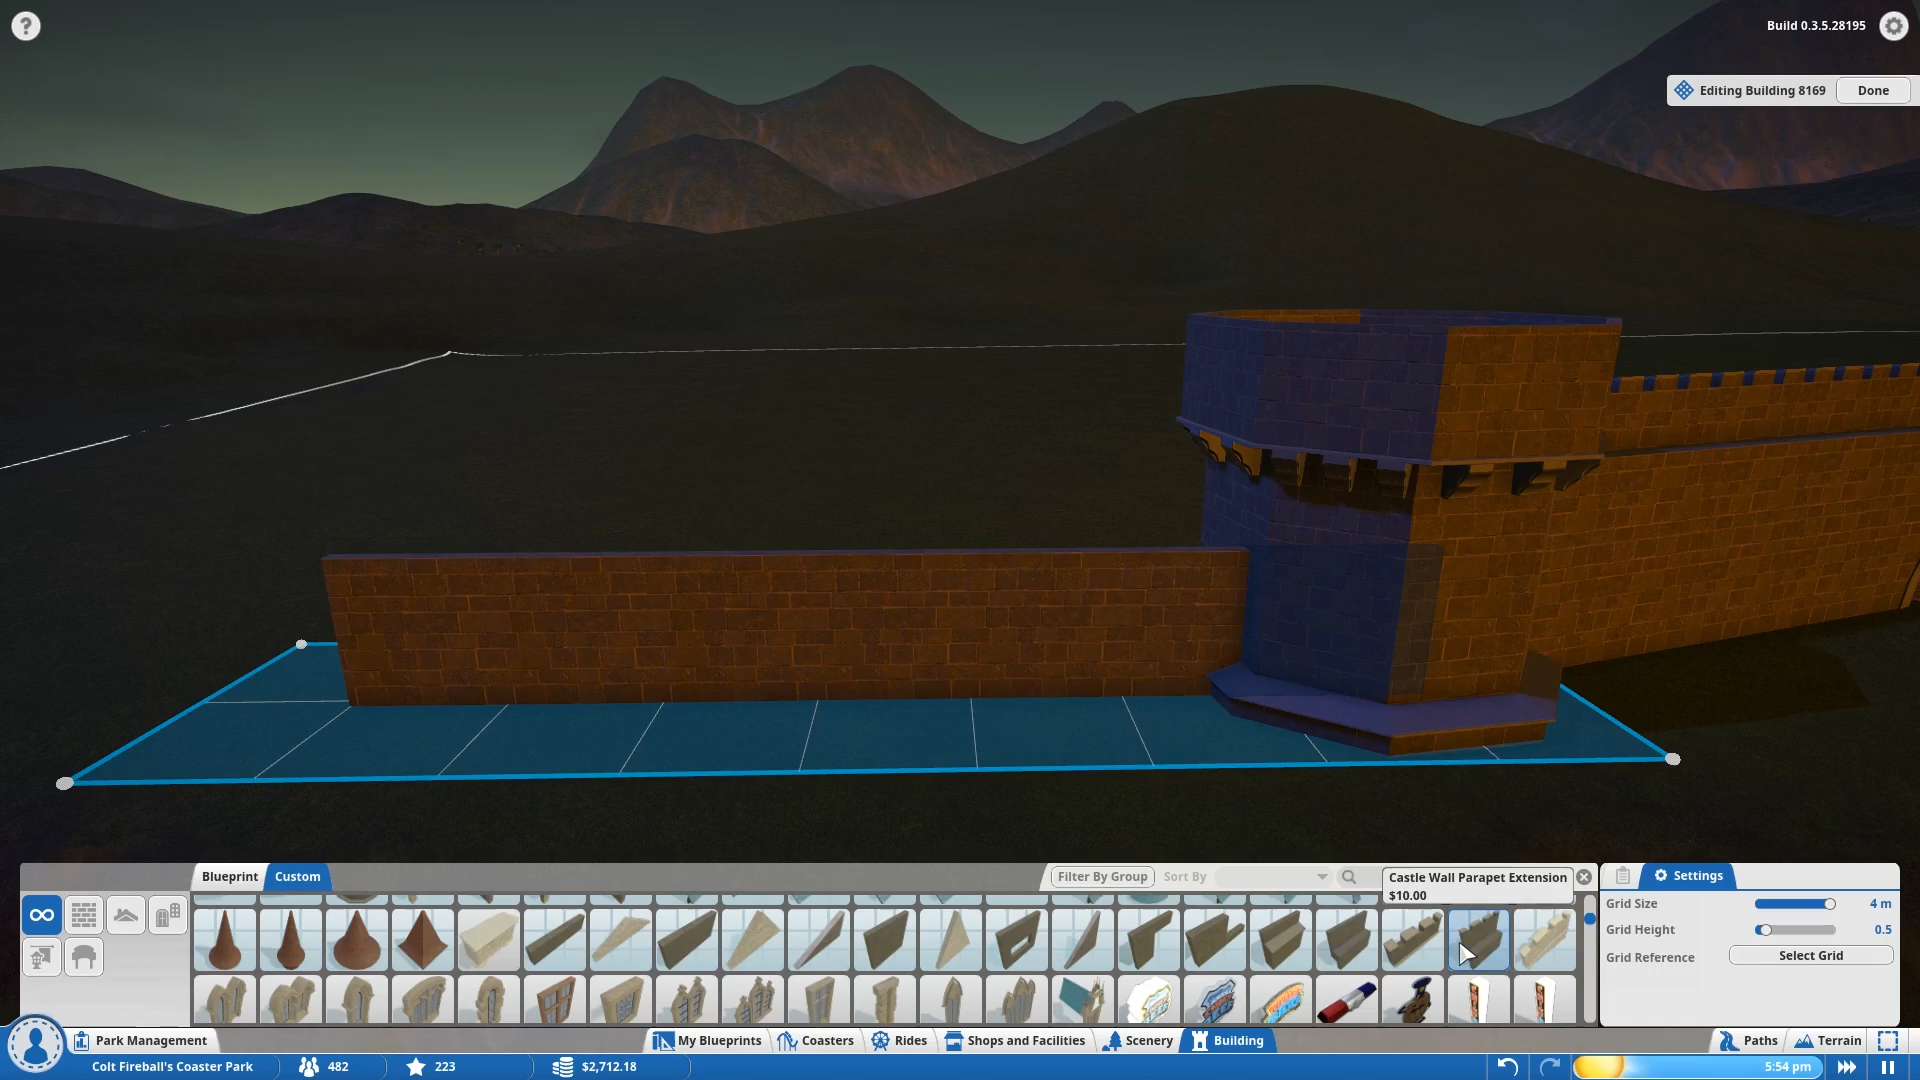 ?
Build 0.3.5.28195
Editing Building 8169
Done
Blueprint
Custom
Filter By Group
Sort By
Castle Wall Parapet Extension
$10.00
Settings
Grid Size
4 m
Grid Height
0.5
Grid Reference
Select Grid
Park Management
My Blueprints
Coasters
Rides
Shops and Facilities
Scenery
Building
Paths
Terrain
Colt Fireball's Coaster Park
482
223
$2,712.18
5:54 pm